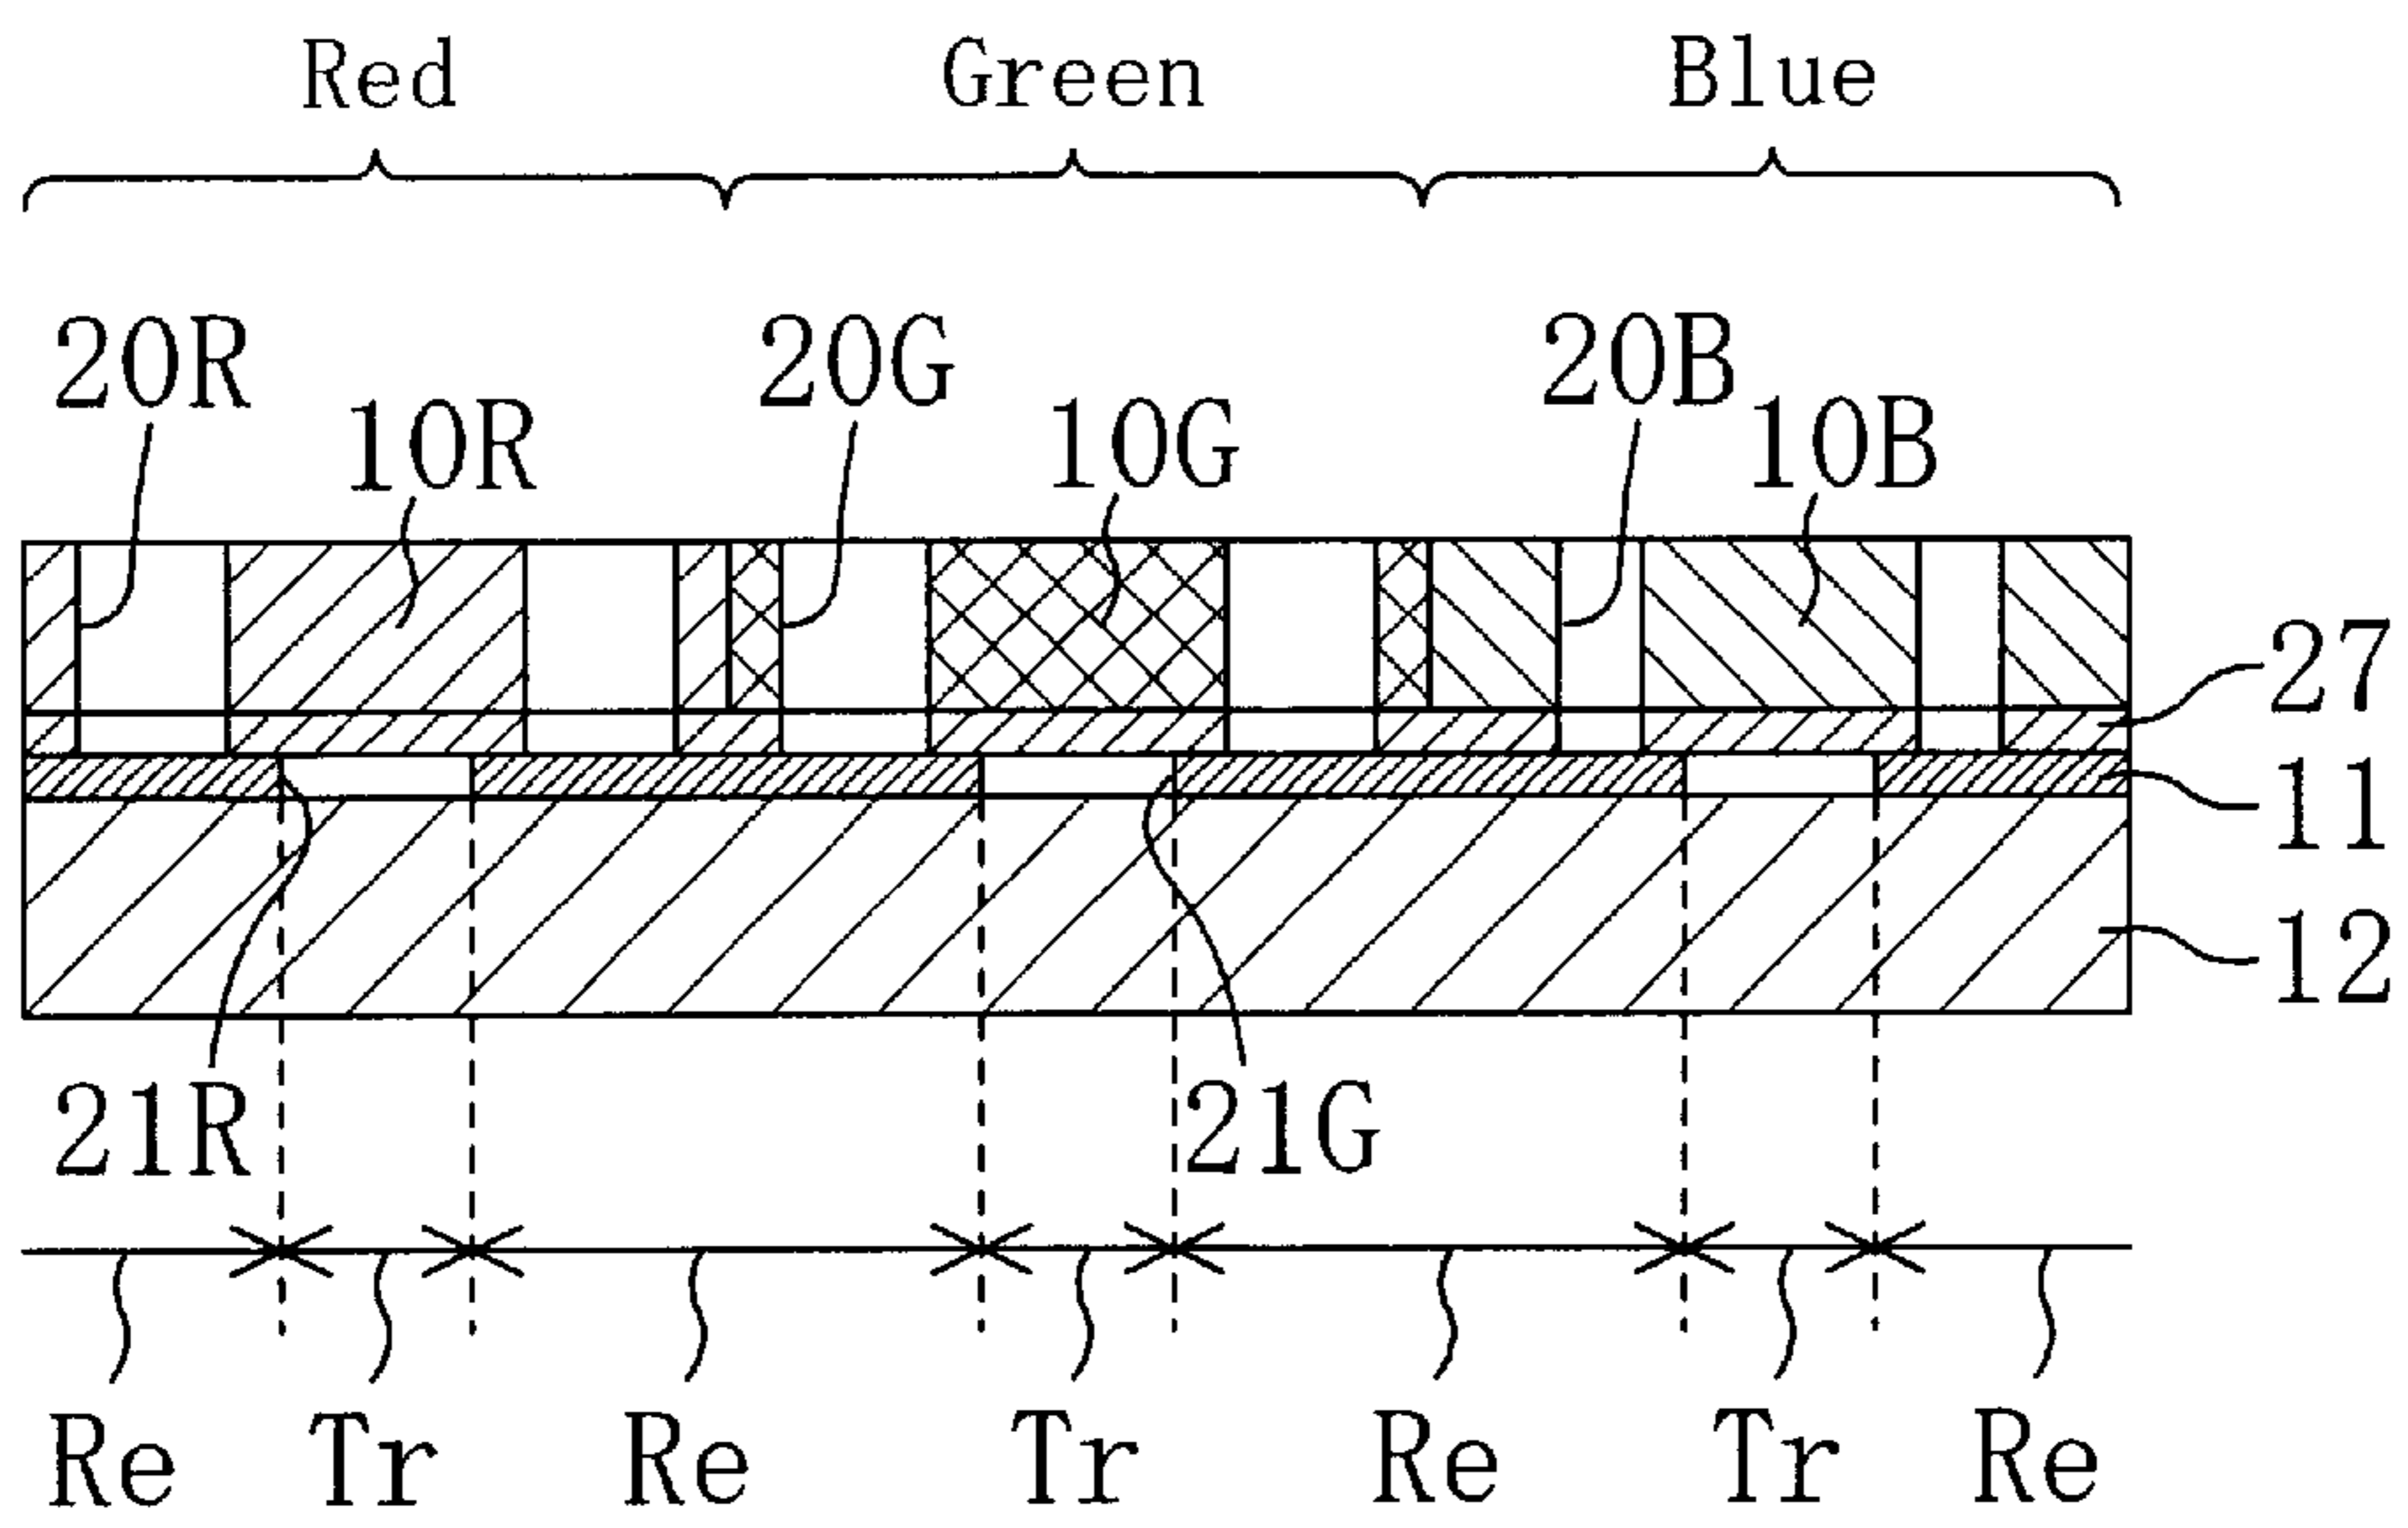 Red Green Blue
20R 20G 20B
10R 10G 10B
27
11
12
21R 21G
Re Tr Re Tr Re Tr Re